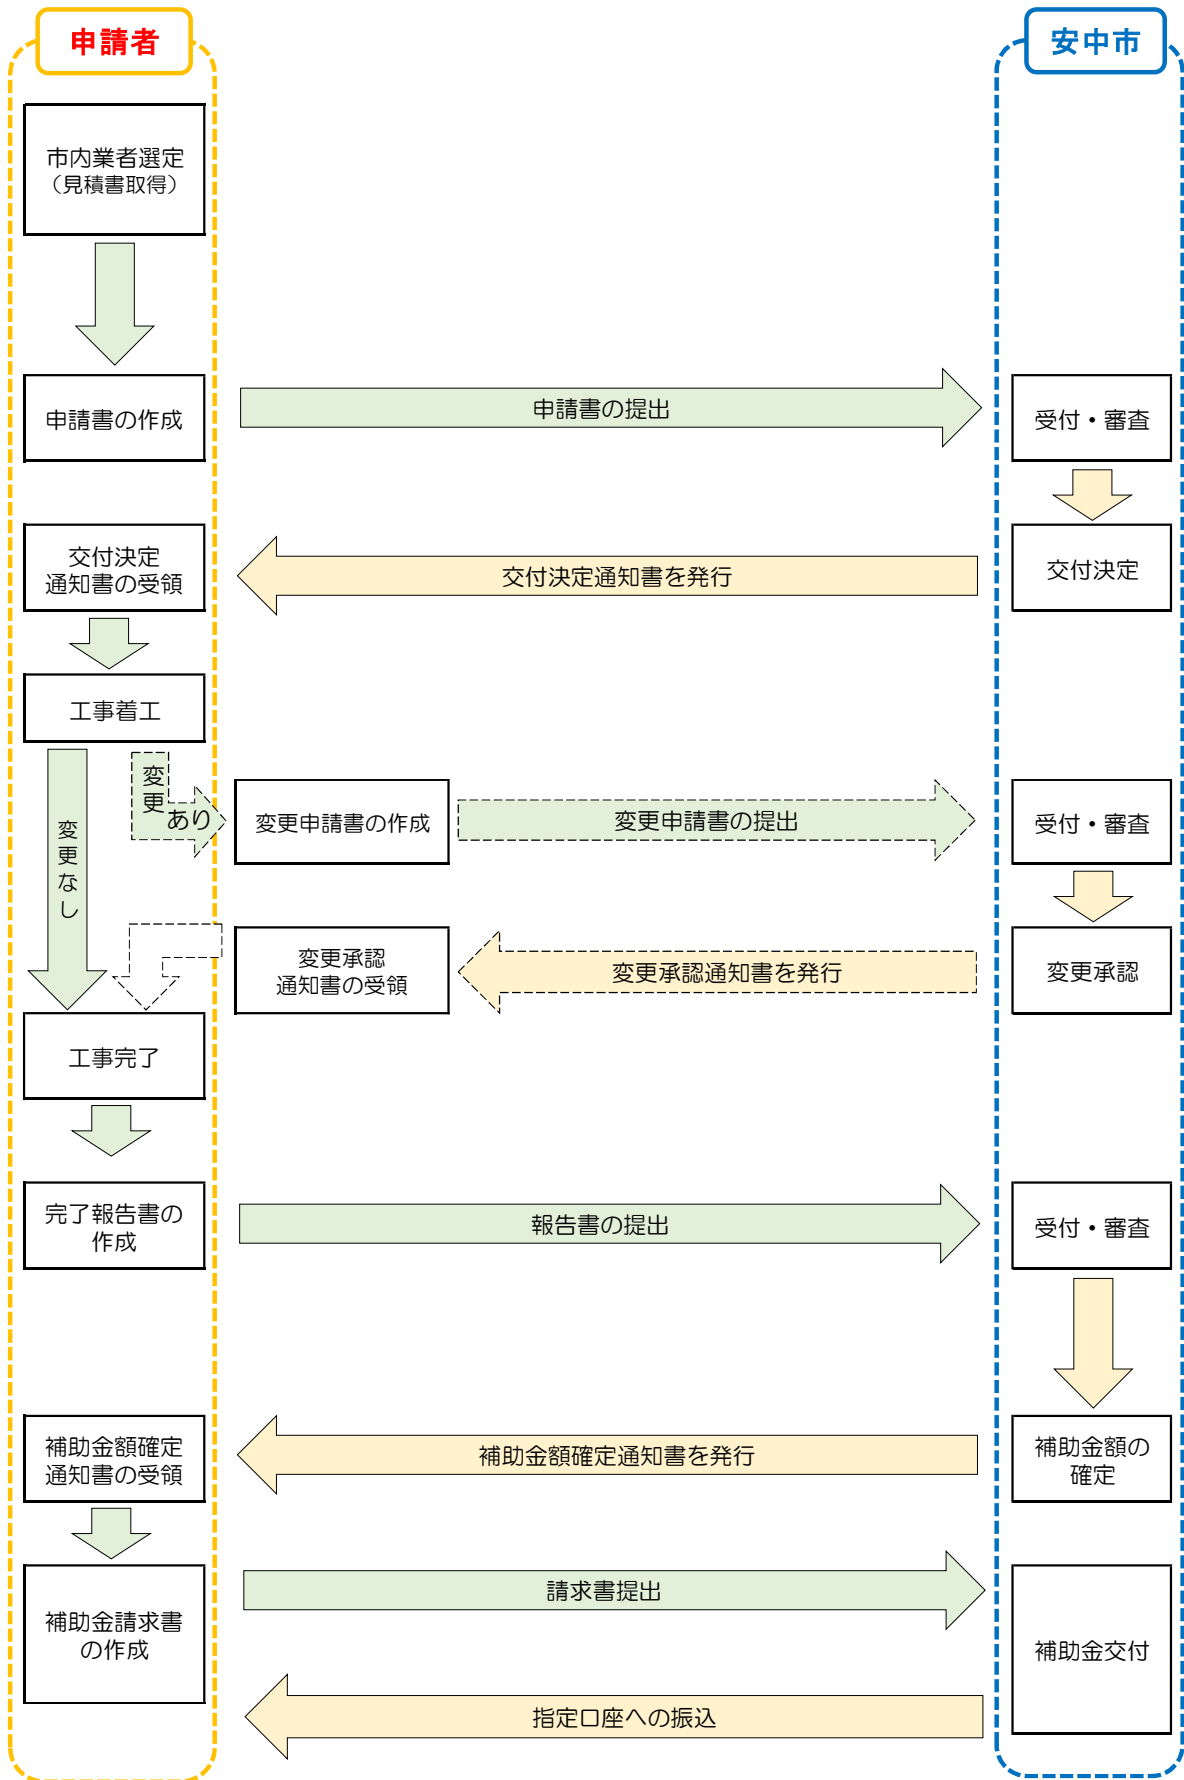 申請者
安中市
市内業者選定
（見積書取得）
申請書の作成
申請書の提出
受付・審査
交付決定
通知書の受領
交付決定通知書を発行
交付決定
工事着工
変更なし
変更
あり
変更申請書の作成
変更申請書の提出
受付・審査
変更承認
通知書の受領
変更承認通知書を発行
変更承認
工事完了
完了報告書の
作成
報告書の提出
受付・審査
補助金額確定
通知書の受領
補助金額確定通知書を発行
補助金額の
確定
補助金請求書
の作成
請求書提出
補助金交付
指定口座への振込